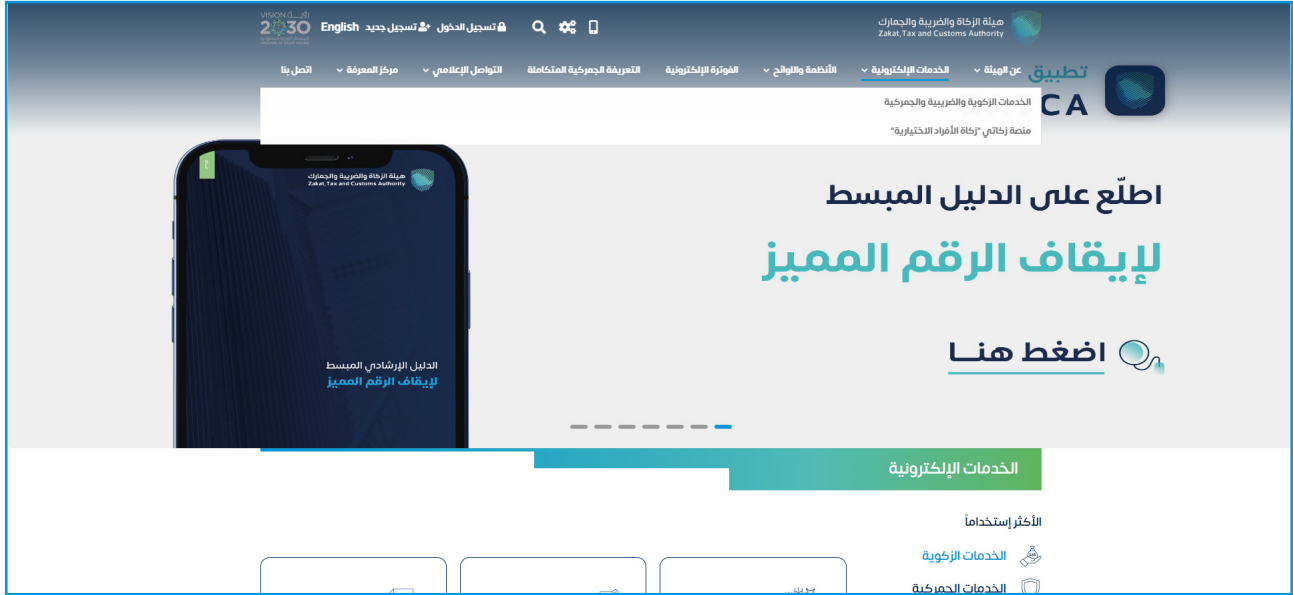 هيئة الزكاة والضريبة والجمارك
Zakat, Tax and Customs Authority
تسجيل الدخول
تسجيل جديد
English
VISION رؤيــة
2030
عن الهيئة
الخدمات الإلكترونية
الأنظمة واللوائح
الفوترة الإلكترونية
التعريفة الجمركية المتكاملة
التواصل الإعلامي
مركز المعرفة
اتصل بنا
الخدمات الزكوية والضريبية والجمركية
منصة زكاتي "زكاة الأفراد الاختيارية"
تطبيق
CA
اطلّع على الدليل المبسط
لإيقاف الرقم المميز
اضغط هنــا
هيئة الزكاة والضريبة والجمارك
Zakat, Tax and Customs Authority
الدليل الإرشادي المبسط
لإيقاف الرقم المميز
الخدمات الإلكترونية
الأكثر إستخداماً
الخدمات الزكوية
الخدمات الجمركية